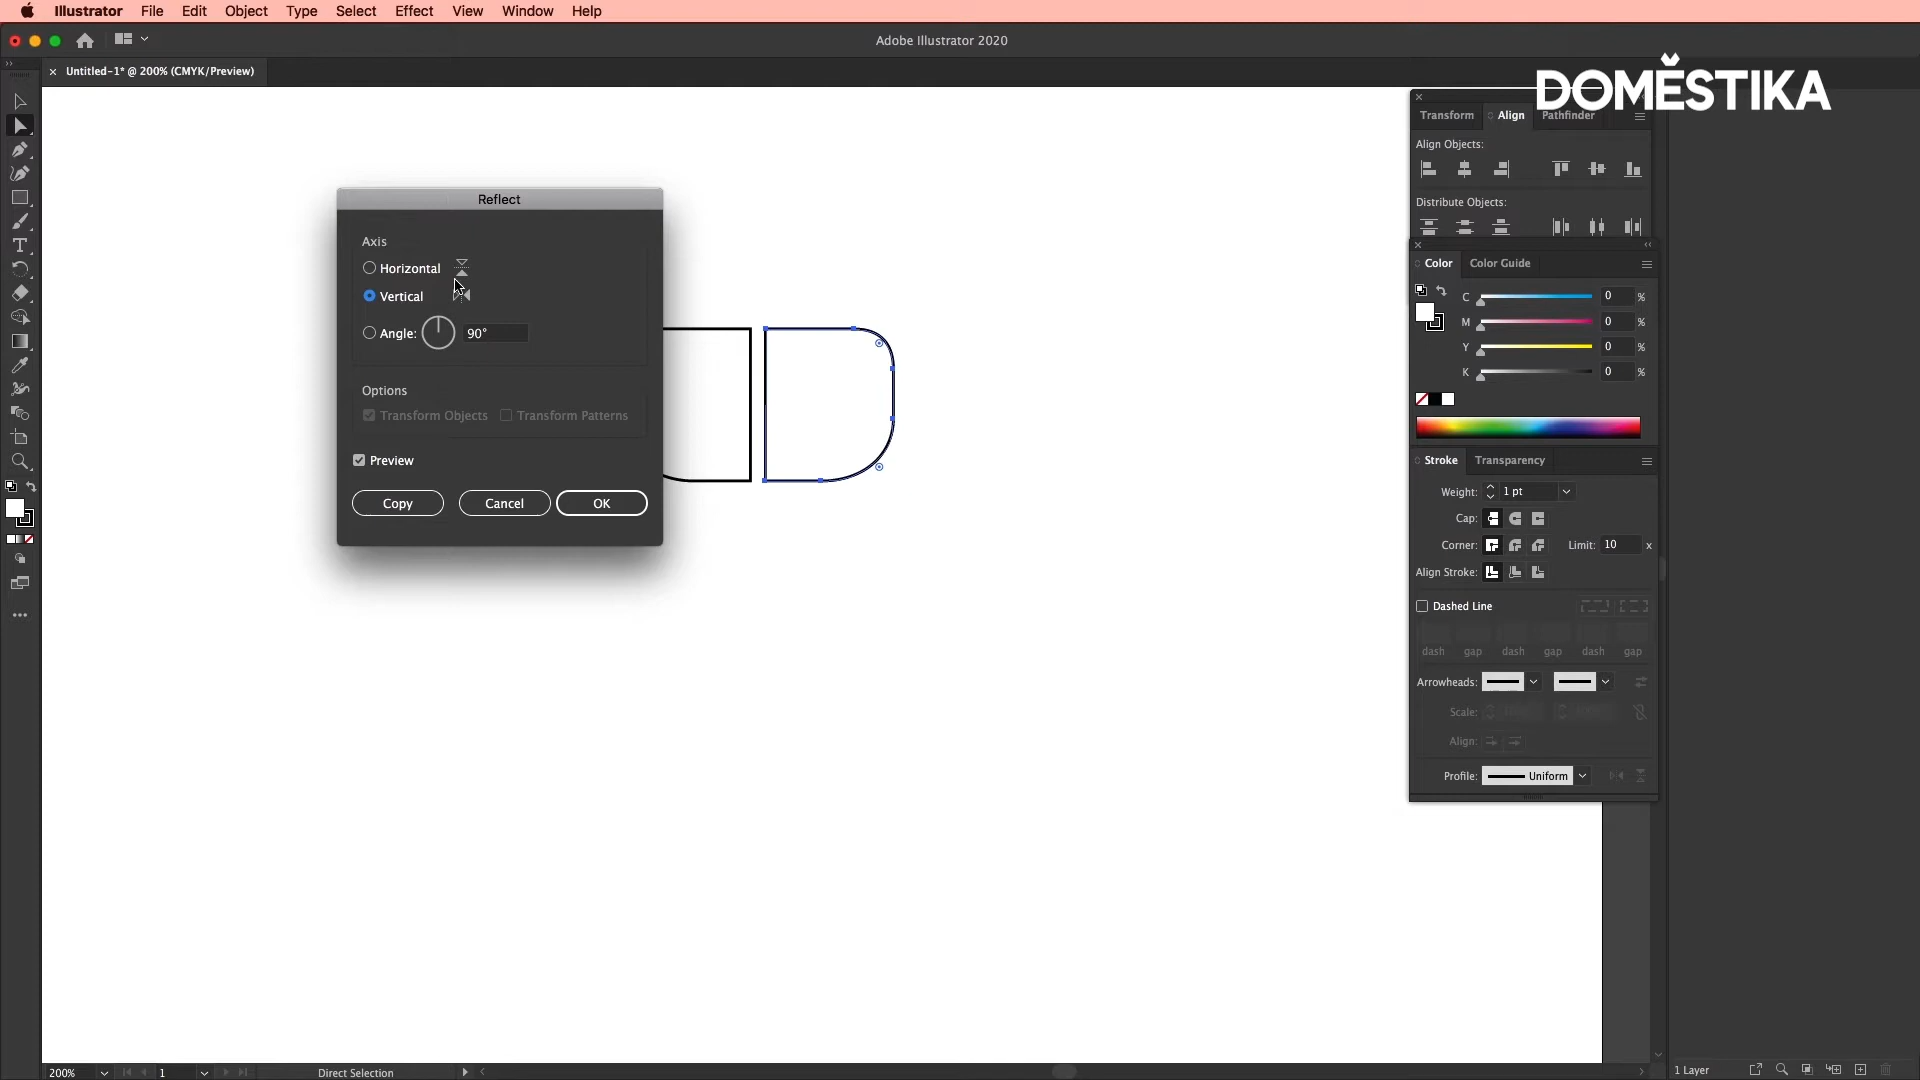 Illustrator File Edit Object Type Select Effect View Window Help
Adobe Illustrator 2020
Untitled-1* @ 200% (CMYK/Preview)
DOMĚSTIKA
Transform Align Pathfinder
Align Objects:
Distribute Objects:
Reflect
Axis
Horizontal
Vertical
Angle: 90°
Options
Transform Objects Transform Patterns
Preview
Copy Cancel OK
Color Color Guide
C 0 %
M 0 %
Y 0 %
K 0 %
Stroke Transparency
Weight: 1 pt
Cap:
Corner: Limit: 10 x
Align Stroke:
Dashed Line
dash gap dash gap dash gap
Arrowheads:
Scale:
Align:
Profile: Uniform
200% 1 Direct Selection
1 Layer